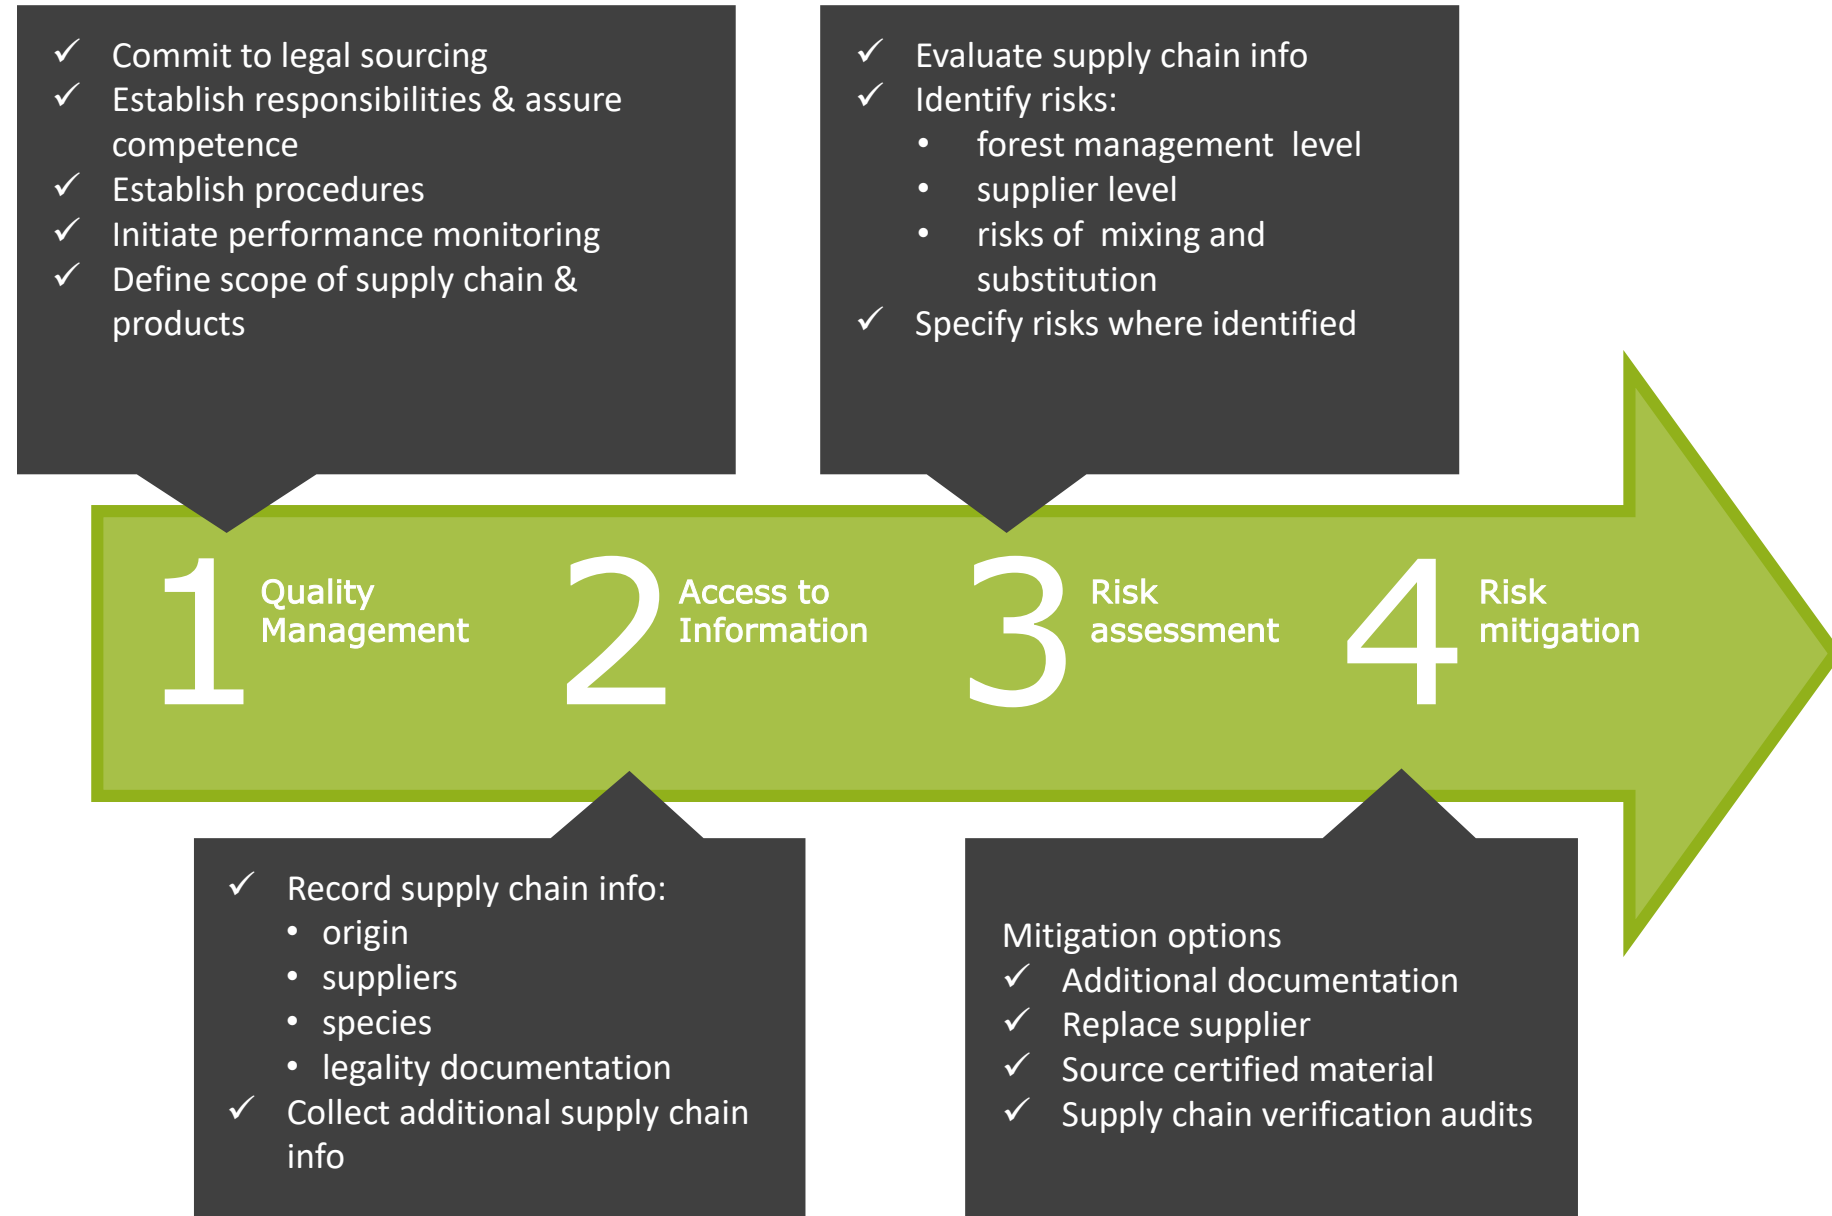 ✓ Commit to legal sourcing
✓ Establish responsibilities & assure
competence
✓ Establish procedures
✓ Initiate performance monitoring
✓ Define scope of supply chain &
products
✓ Evaluate supply chain info
✓ Identify risks:
• forest management level
• supplier level
• risks of mixing and
substitution
✓ Specify risks where identified
1 Quality
Management
2 Access to
Information
3 Risk
assessment
4 Risk
mitigation
✓ Record supply chain info:
• origin
• suppliers
• species
• legality documentation
✓ Collect additional supply chain
info
Mitigation options
✓ Additional documentation
✓ Replace supplier
✓ Source certified material
✓ Supply chain verification audits